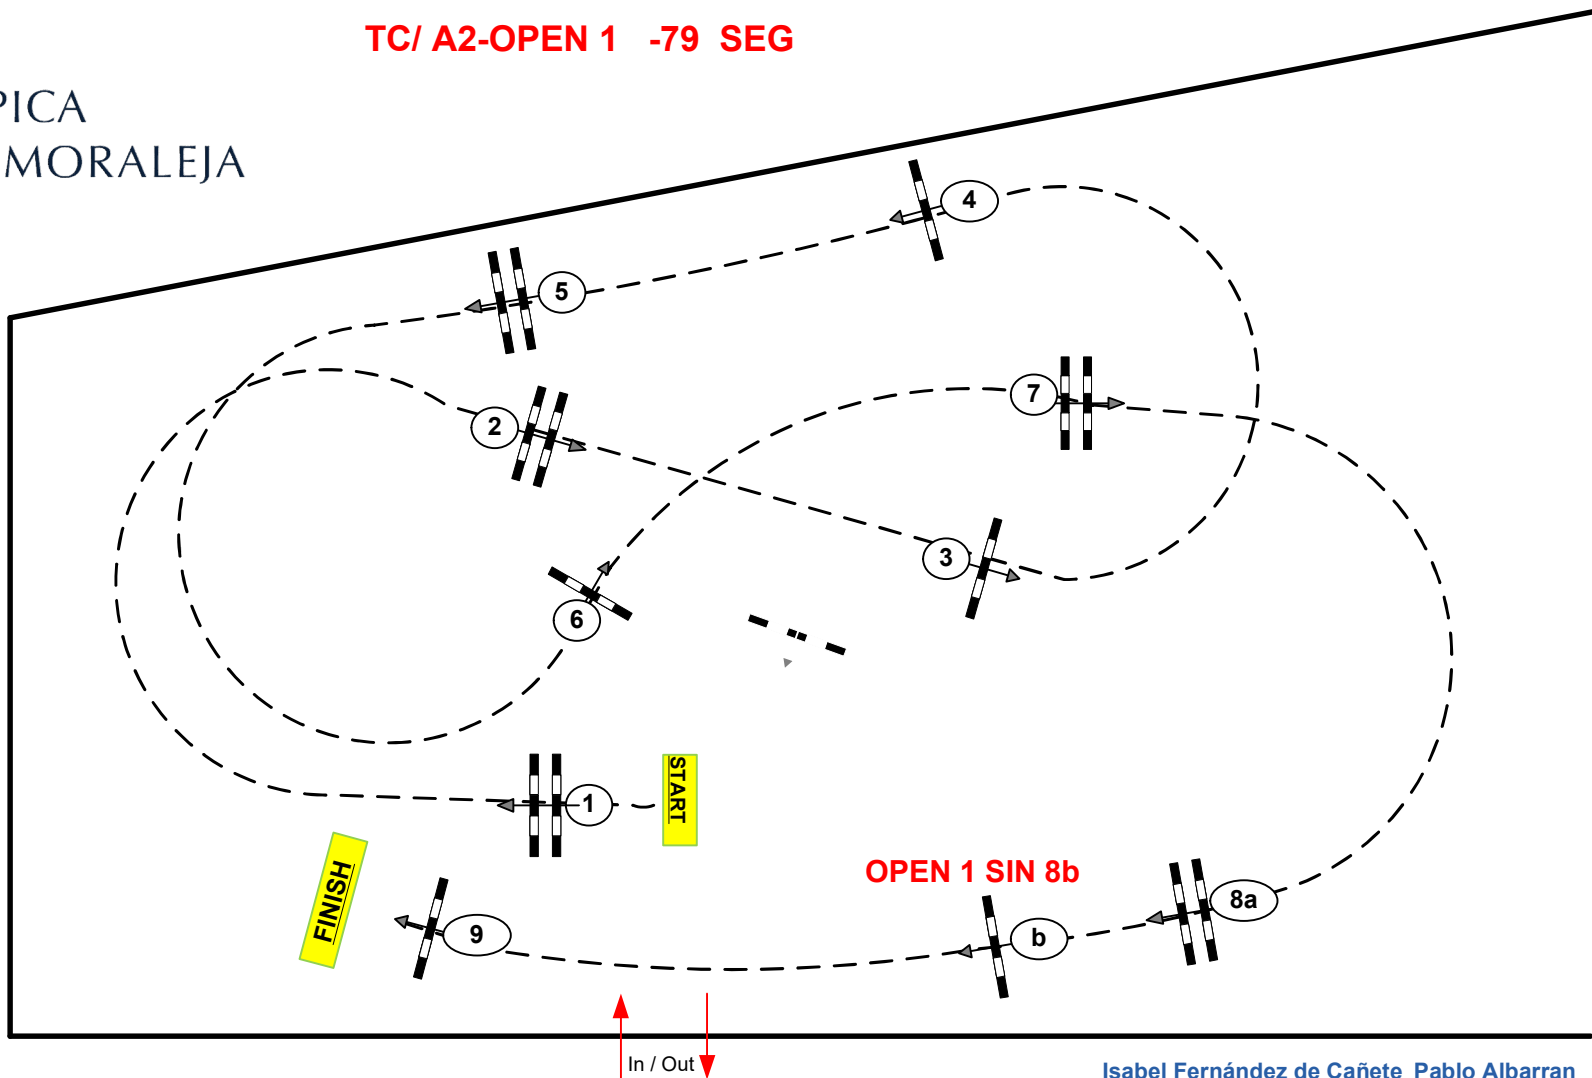 TC/ A2-OPEN 1 -79 SEG
PICA
MORALEJA
4
5
7
2
3
6
START
1
OPEN 1 SIN 8b
FINISH
8a
9
b
In / Out
Isabel Fernández de Cañete Pablo Albarran